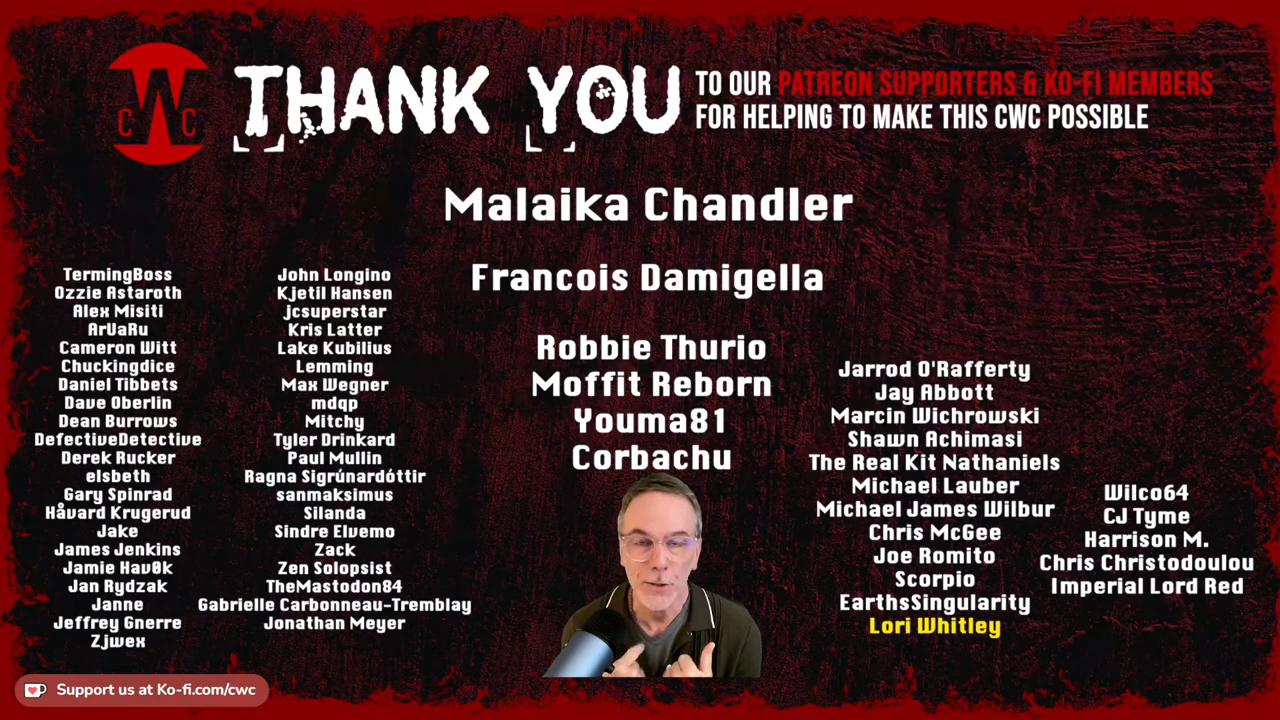 CWC
THANK YOU
TO OUR PATREON SUPPORTERS & KO-FI MEMBERS
FOR HELPING TO MAKE THIS CWC POSSIBLE
Malaika Chandler
Francois Damigella
Robbie Thurio
Moffit Reborn
Youma81
Corbachu
TermingBoss
Ozzie Astaroth
Alex Misiti
ArVaRu
Cameron Witt
Chuckingdice
Daniel Tibbets
Dave Oberlin
Dean Burrows
DefectiveDetective
Derek Rucker
elsbeth
Gary Spinrad
Håvard Krugerud
Jake
James Jenkins
Jamie Hav0k
Jan Rydzak
Janne
Jeffrey Gnerre
Zjwex
John Longino
Kjetil Hansen
jcsuperstar
Kris Latter
Lake Kubilius
Lemming
Max Wegner
mdqp
Mitchy
Tyler Drinkard
Paul Mullin
Ragna Sigrúnardóttir
sanmaksimus
Silanda
Sindre Elvemo
Zack
Zen Solopsist
TheMastodon84
Gabrielle Carbonneau-Tremblay
Jonathan Meyer
Jarrod O'Rafferty
Jay Abbott
Marcin Wichrowski
Shawn Achimasi
The Real Kit Nathaniels
Michael Lauber
Michael James Wilbur
Chris McGee
Joe Romito
Scorpio
EarthsSingularity
Lori Whitley
Wilco64
CJ Tyme
Harrison M.
Chris Christodoulou
Imperial Lord Red
Support us at Ko-fi.com/cwc